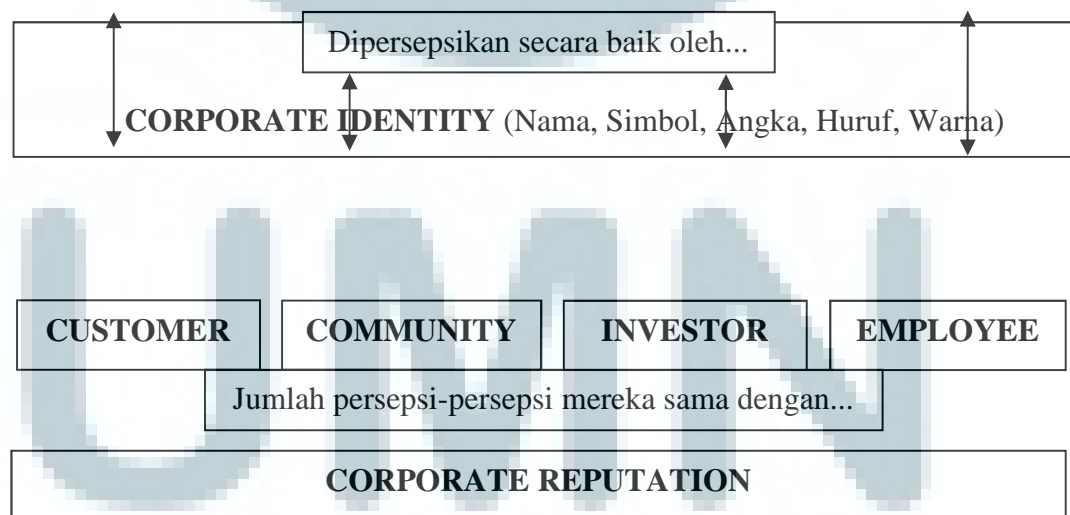 Dipersepsikan secara baik oleh...
CORPORATE IDENTITY (Nama, Simbol, Angka, Huruf, Warna)
CUSTOMER COMMUNITY INVESTOR EMPLOYEE
Jumlah persepsi-persepsi mereka sama dengan...
CORPORATE REPUTATION
UMN